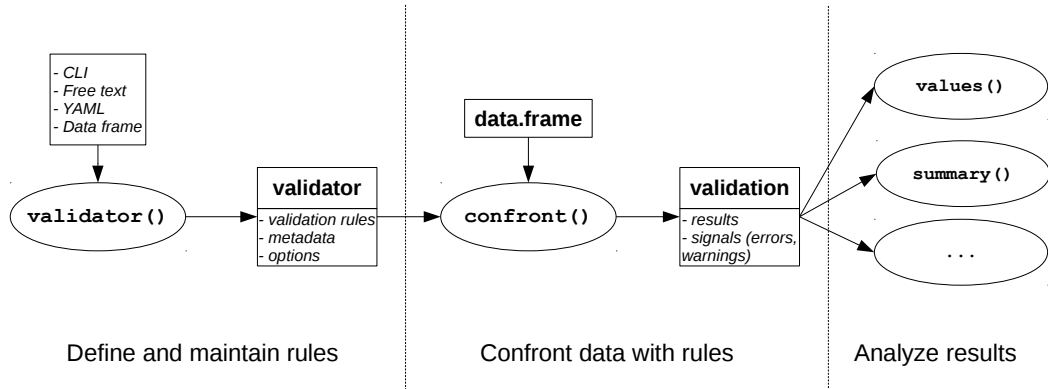 - CLI
- Free text
- YAML
- Data frame
validator()
validator
- validation rules
- metadata
- options
data.frame
confront()
validation
- results
- signals (errors,
warnings)
values()
summary()
...
Define and maintain rules
Confront data with rules
Analyze results